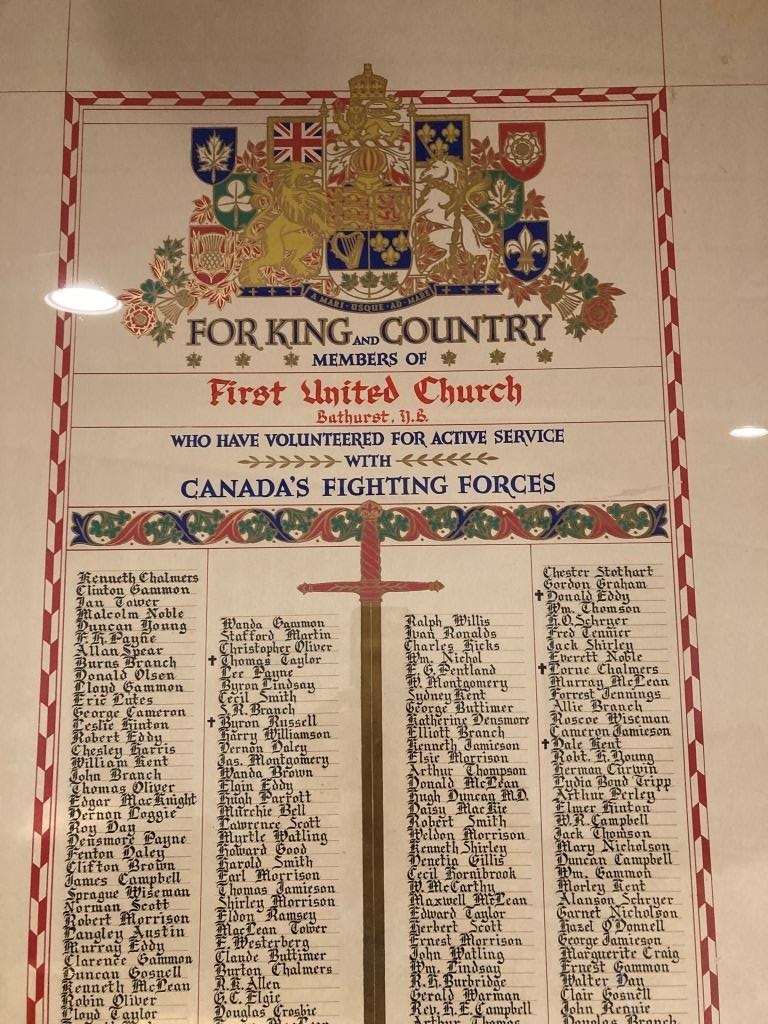 A MARI USQUE AD MARE
FOR KING AND COUNTRY
MEMBERS OF
First United Church
Bathurst, N.B.
WHO HAVE VOLUNTEERED FOR ACTIVE SERVICE
WITH
CANADA'S FIGHTING FORCES
Kenneth Chalmers
Clinton Gammon
Ian Tower
Malcolm Noble
Duncan Young
F. H. Payne
Allan Spear
Burns Branch
Donald Olsen
Lloyd Gammon
Eric Lutes
George Cameron
Leslie Hinton
Robert Eddy
Chesley Harris
William Kent
John Branch
Thomas Oliver
Edgar MacKnight
Vernon Loggie
Roy Day
Densmore Payne
Fenton Daley
Clifton Brown
James Campbell
Sprague Wiseman
Norman Scott
Robert Morrison
Langley Austin
Murray Eddy
Clarence Gammon
Duncan Gosnell
Kenneth McLean
Robin Oliver
Lloyd Taylor
Wanda Gammon
Stafford Martin
Christopher Oliver
✝ Thomas Taylor
Lee Payne
Byron Lindsay
Cecil Smith
S. R. Branch
✝ Byron Russell
Harry Williamson
Vernon Daley
Jas. Montgomery
Wanda Brown
Elgin Eddy
Hugh Parrott
Murchie Bell
Lawrence Scott
Myrtle Watling
Howard Good
Harold Smith
Earl Morrison
Thomas Jamieson
Shirley Morrison
Eldon Ramsey
MacLean Tower
E. Westerberg
Claude Buttimer
Burton Chalmers
R. K. Allen
G. C. Elgie
Douglas Crosbie
Ralph Willis
Ivan Ronalds
Charles Hicks
Wm. Nichol
E. G. Bentland
W. Montgomery
Sydney Kent
George Buttimer
Katherine Densmore
Elliott Branch
Kenneth Jamieson
Elsie Morrison
Arthur Thompson
Donald McLean
Hugh Duncan M.D.
Daisy MacKie
Robert Smith
Weldon Morrison
Kenneth Shirley
Venetia Gillis
Cecil Hornibrook
W. McCarthy
Maxwell McLean
Edward Taylor
Herbert Scott
Ernest Morrison
John Watling
Wm. Lindsay
R. H. Burbridge
Gerald Warman
Rev. H. E. Campbell
Arthur Thomas
Chester Stothart
Gordon Graham
✝ Donald Eddy
Wm. Thomson
H. O. Schryer
Fred Tennier
Jack Shirley
Everett Noble
✝ Lorne Chalmers
Murray McLean
Forrest Jennings
Allie Branch
Roscoe Wiseman
Cameron Jamieson
✝ Dale Kent
Robt. K. Young
Herman Curwin
Lydia Bond Tripp
Arthur Perley
Elmer Hinton
W. R. Campbell
Jack Thomson
Mary Nicholson
Duncan Campbell
Wm. Gammon
Morley Kent
Alanson Schryer
Garnet Nicholson
Hazel O'Donnell
George Jamieson
Marguerite Craig
Ernest Gammon
Walter Day
Clair Gosnell
John Rennie
Douglas Branch